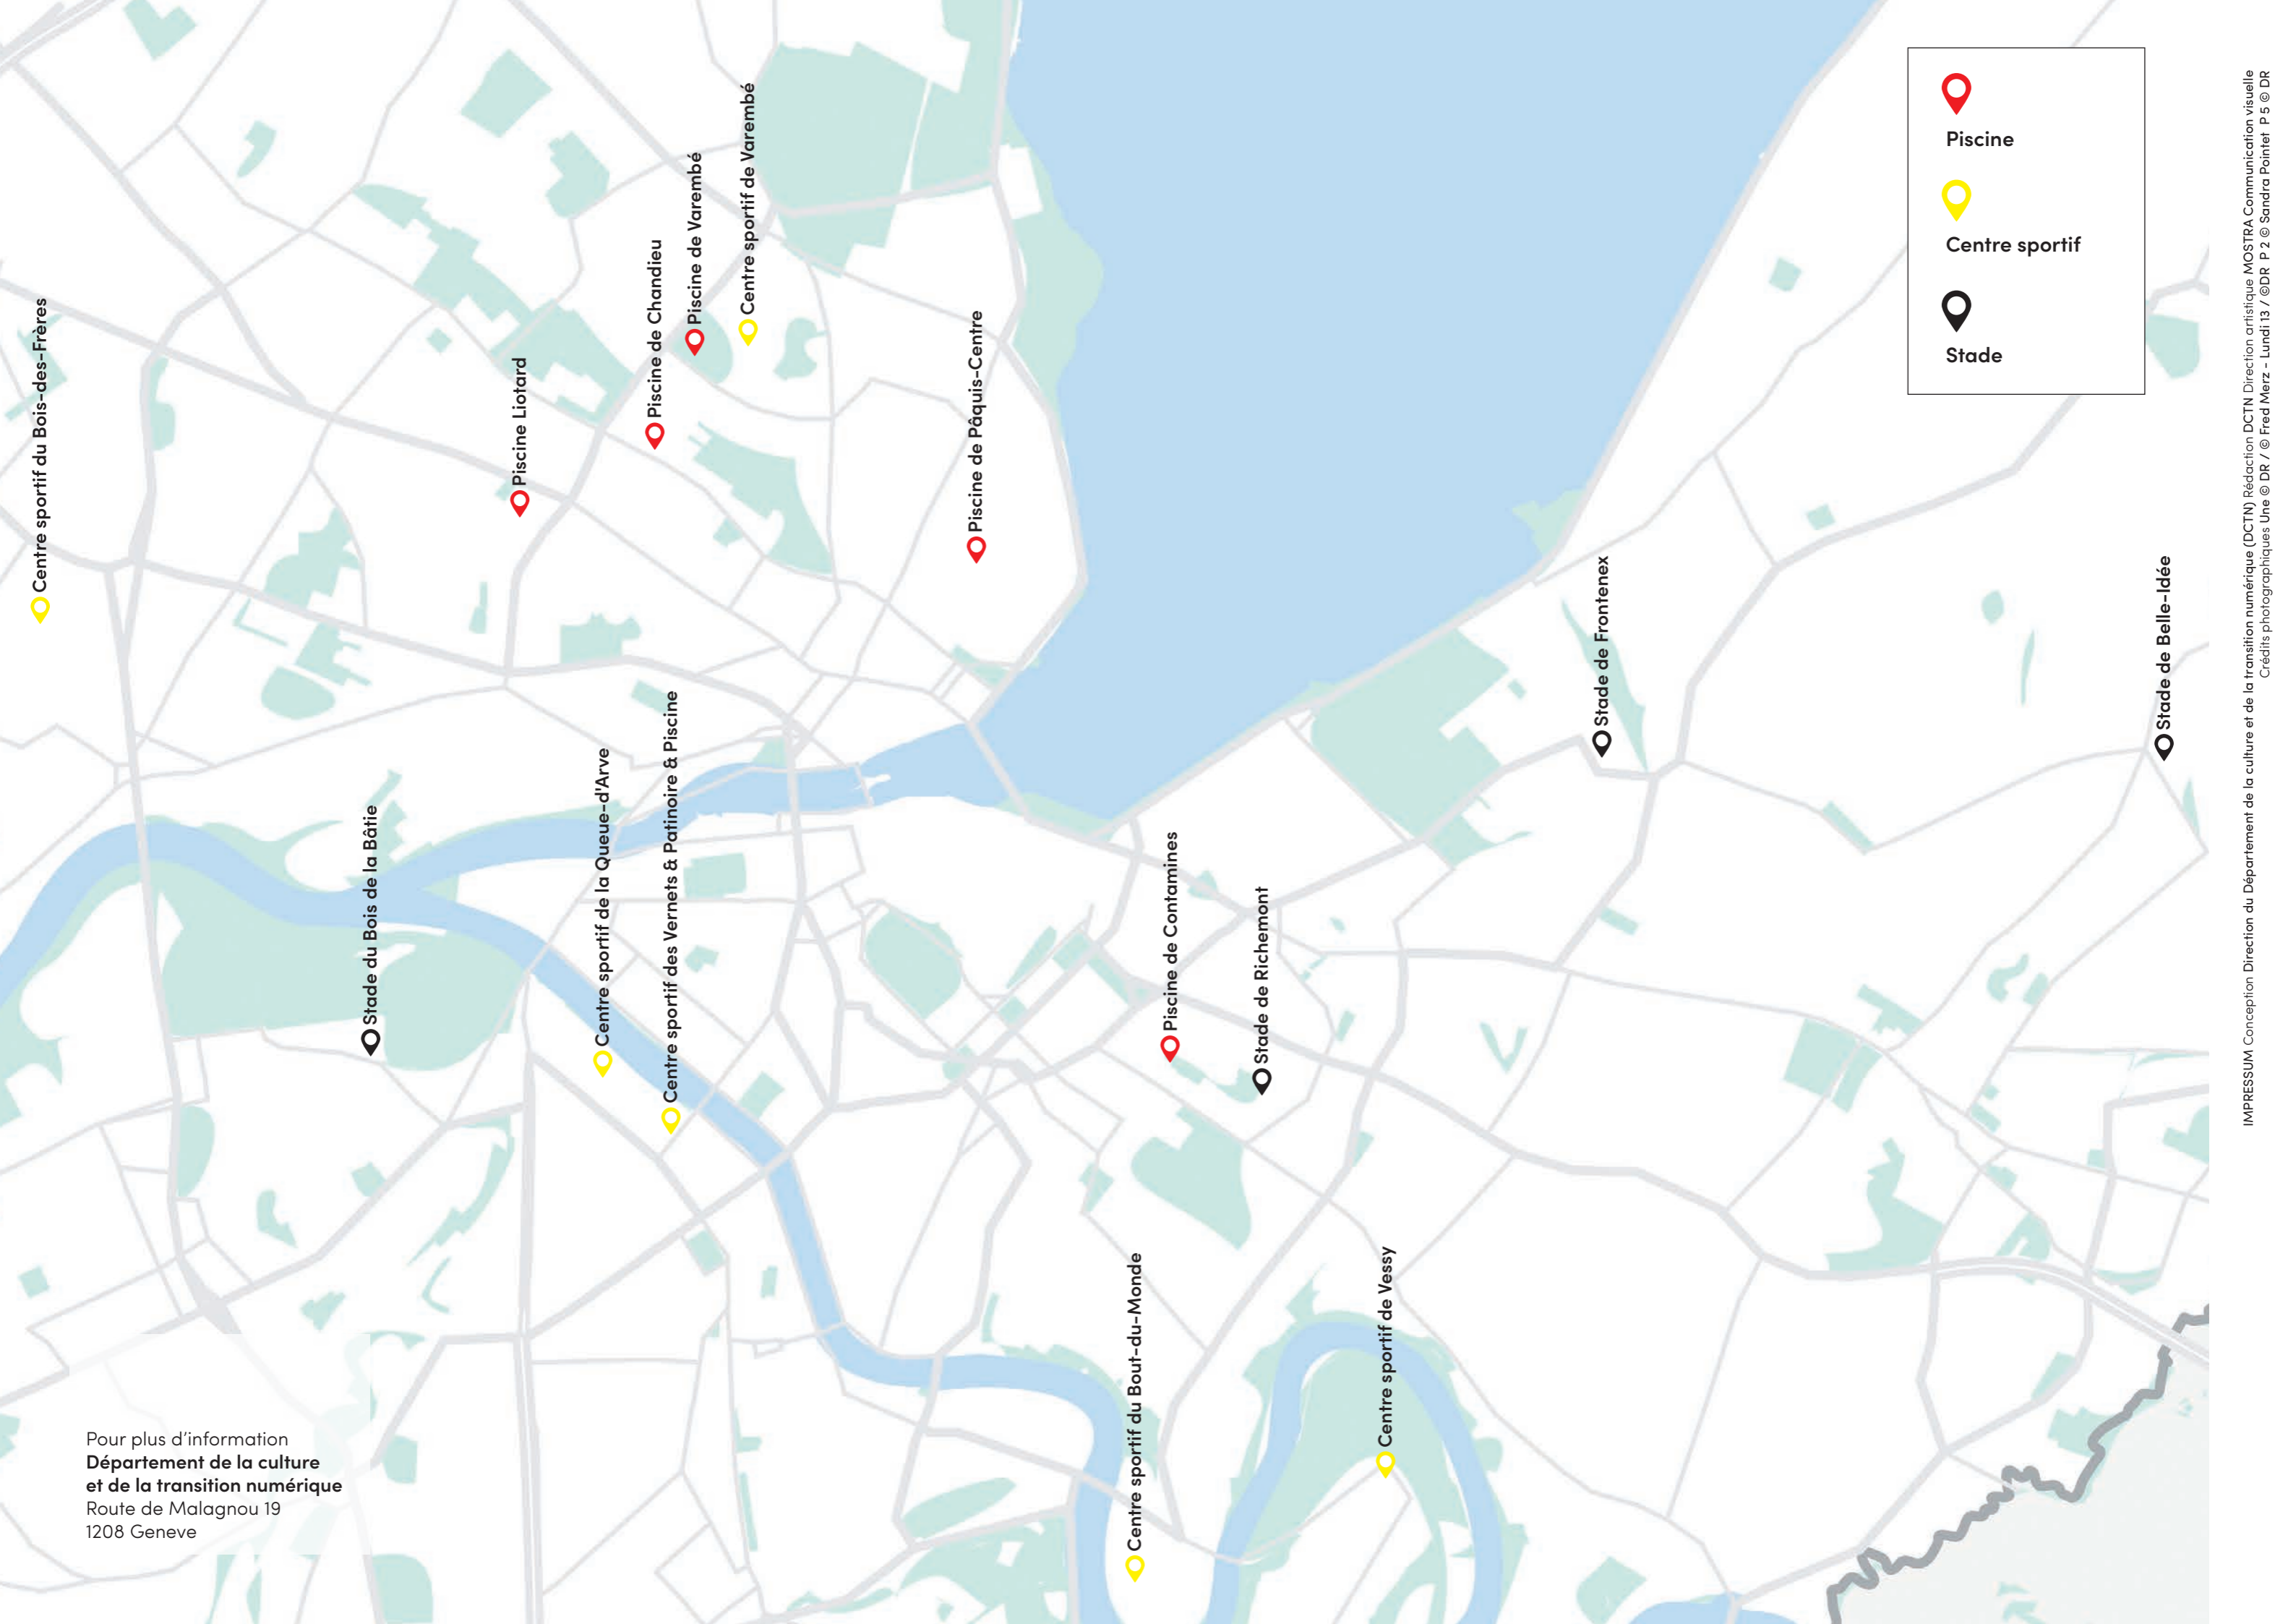 Piscine
Centre sportif
Stade
Centre sportif du Bois-des-Frères
Piscine Liotard
Piscine de Chandieu
Piscine de Varembé
Centre sportif de Varembé
Piscine de Pâquis-Centre
Stade de Frontenex
Stade de Belle-Idée
Stade du Bois de la Bâtie
Centre sportif de la Queue-d'Arve
Centre sportif des Vernets & Patinoire & Piscine
Piscine de Contamines
Stade de Richemont
Centre sportif du Bout-du-Monde
Centre sportif de Vessy
Pour plus d’information
Département de la culture
et de la transition numérique
Route de Malagnou 19
1208 Geneve
IMPRESSUM Conception Direction du Département de la culture et de la transition numérique (DCTN) Rédaction DCTN Direction artistique MOSTRA Communication visuelle
Crédits photographiques Une © DR / © Fred Merz - Lundi 13 / ©DR P 2 © Sandra Pointet P 5 © DR